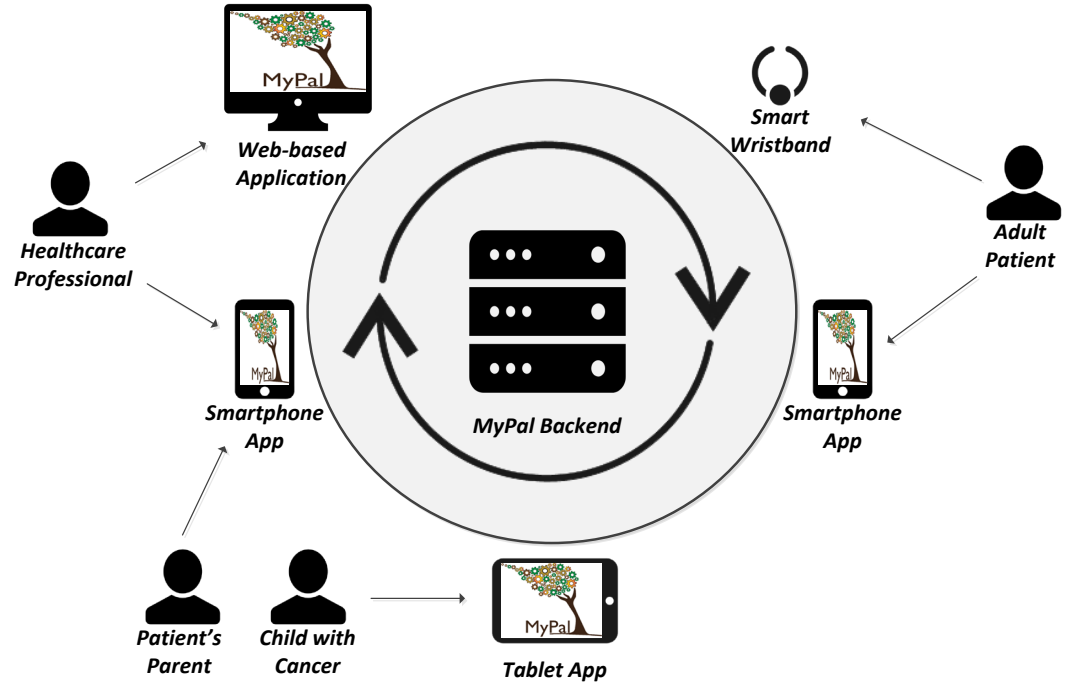 MyPal
Web-based
Application
Smart
Wristband
Healthcare
Professional
Adult
Patient
MyPal
Smartphone
App
MyPal Backend
MyPal
Smartphone
App
Patient's
Parent
Child with
Cancer
MyPal
Tablet App